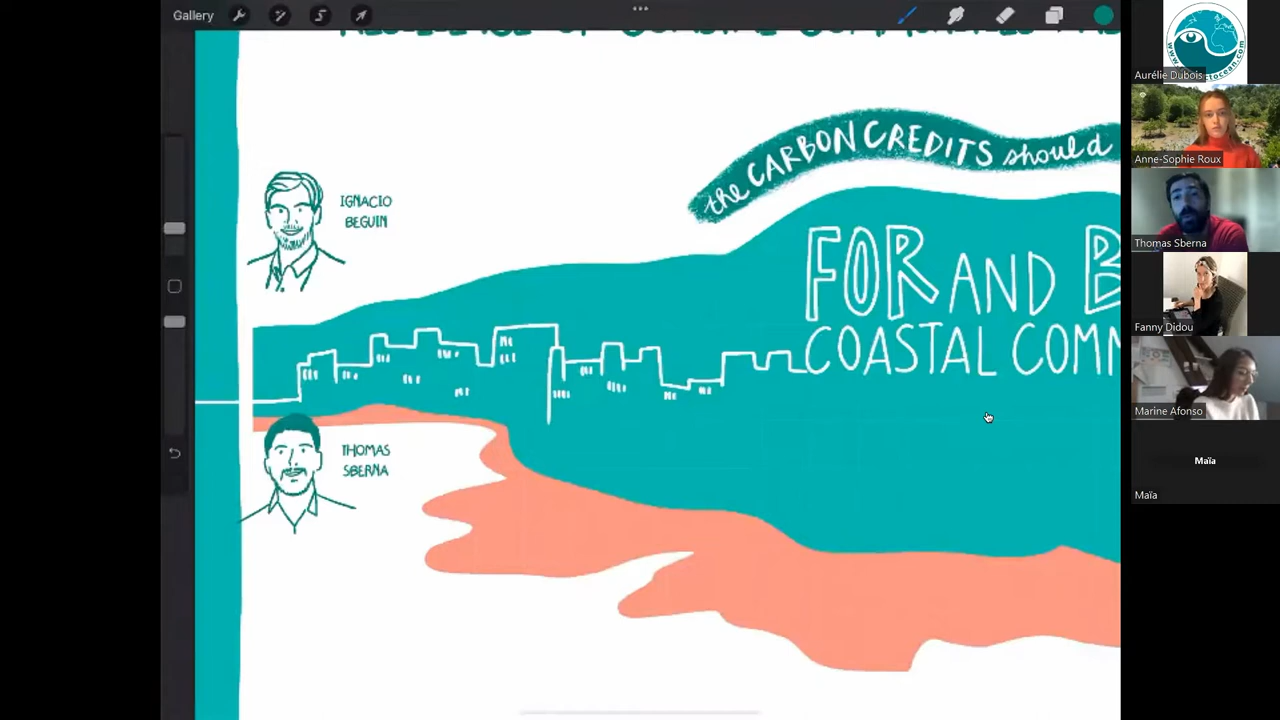 Gallery
IGNACIO
BEGUIN
the CARBON CREDITS should
FOR AND B
COASTAL COMM
THOMAS
SBERNA
Aurélie Dubois
Anne-Sophie Roux
Thomas Sberna
Fanny Didou
Marine Afonso
Maïa
Maïa